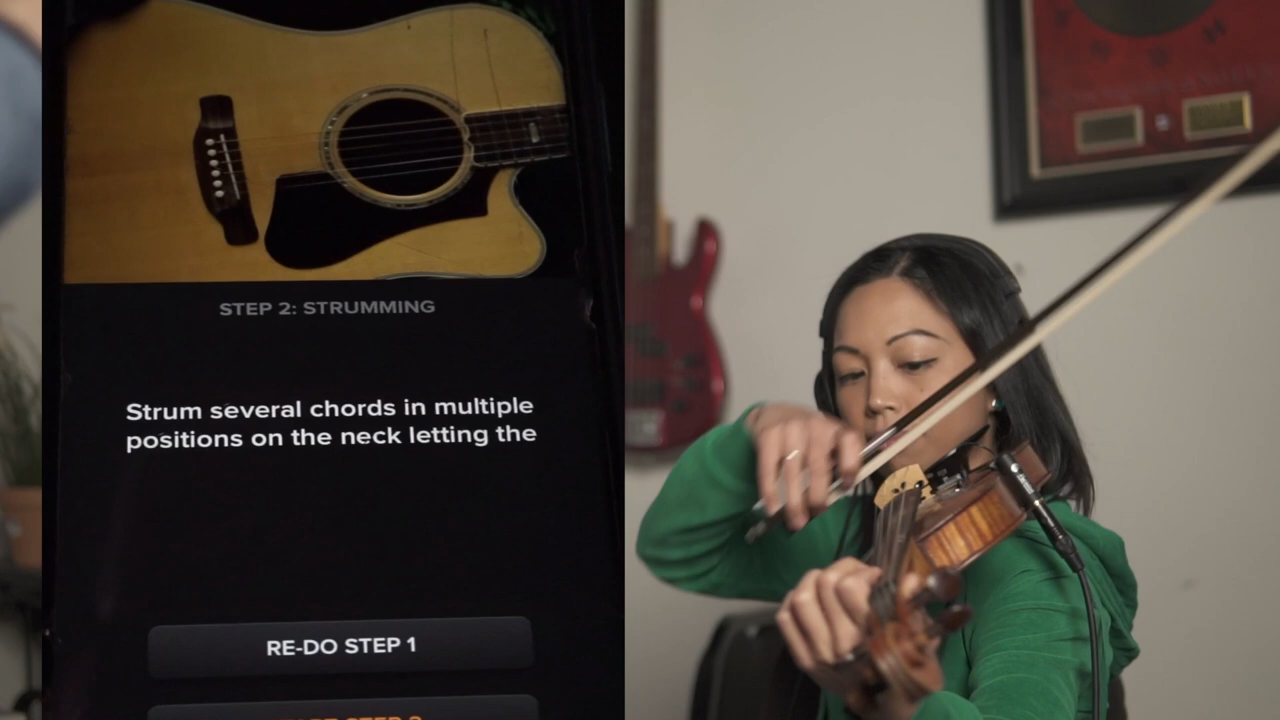 STEP 2: STRUMMING
Strum several chords in multiple
positions on the neck letting the
RE-DO STEP 1